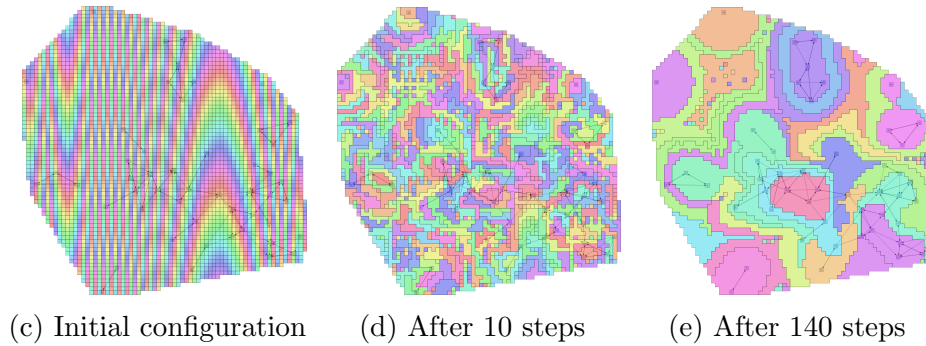 (c) Initial configuration
(d) After 10 steps
(e) After 140 steps